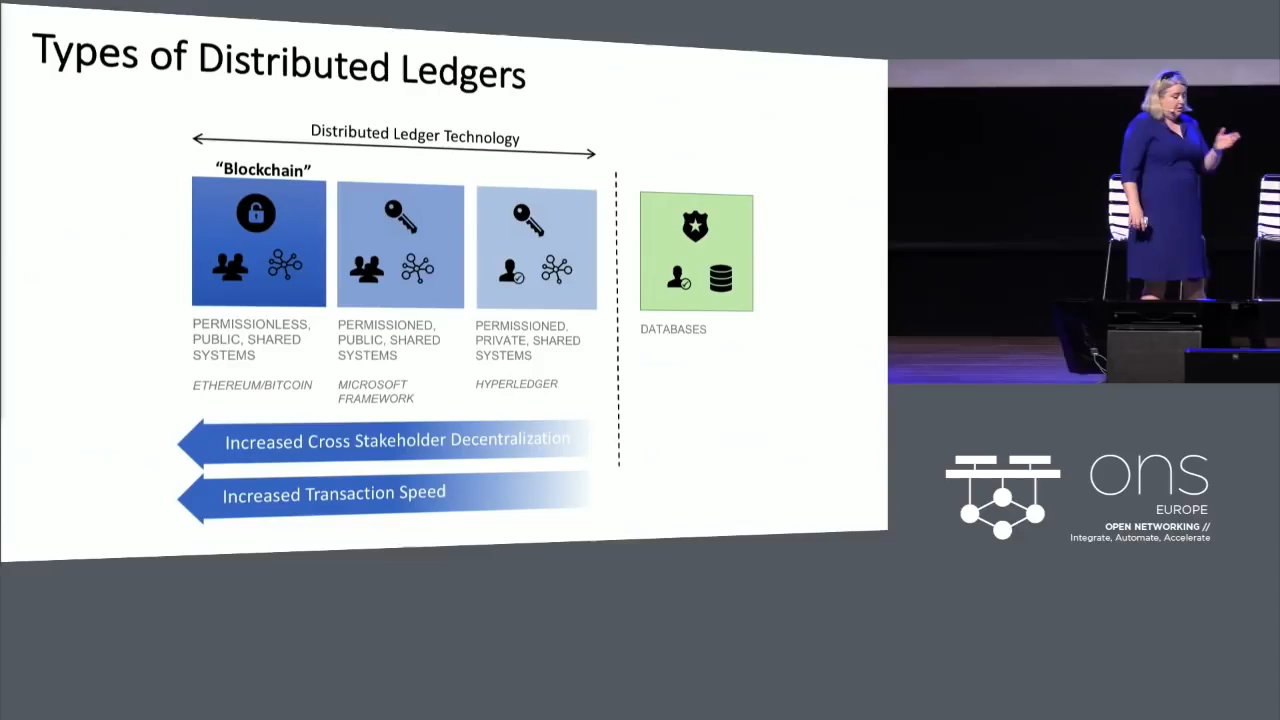 Types of Distributed Ledgers
Distributed Ledger Technology
“Blockchain”
PERMISSIONLESS,
PUBLIC, SHARED
SYSTEMS
ETHEREUM/BITCOIN
PERMISSIONED,
PUBLIC, SHARED
SYSTEMS
MICROSOFT
FRAMEWORK
PERMISSIONED,
PRIVATE, SHARED
SYSTEMS
HYPERLEDGER
DATABASES
Increased Cross Stakeholder Decentralization
Increased Transaction Speed
ons
EUROPE
OPEN NETWORKING //
Integrate, Automate, Accelerate